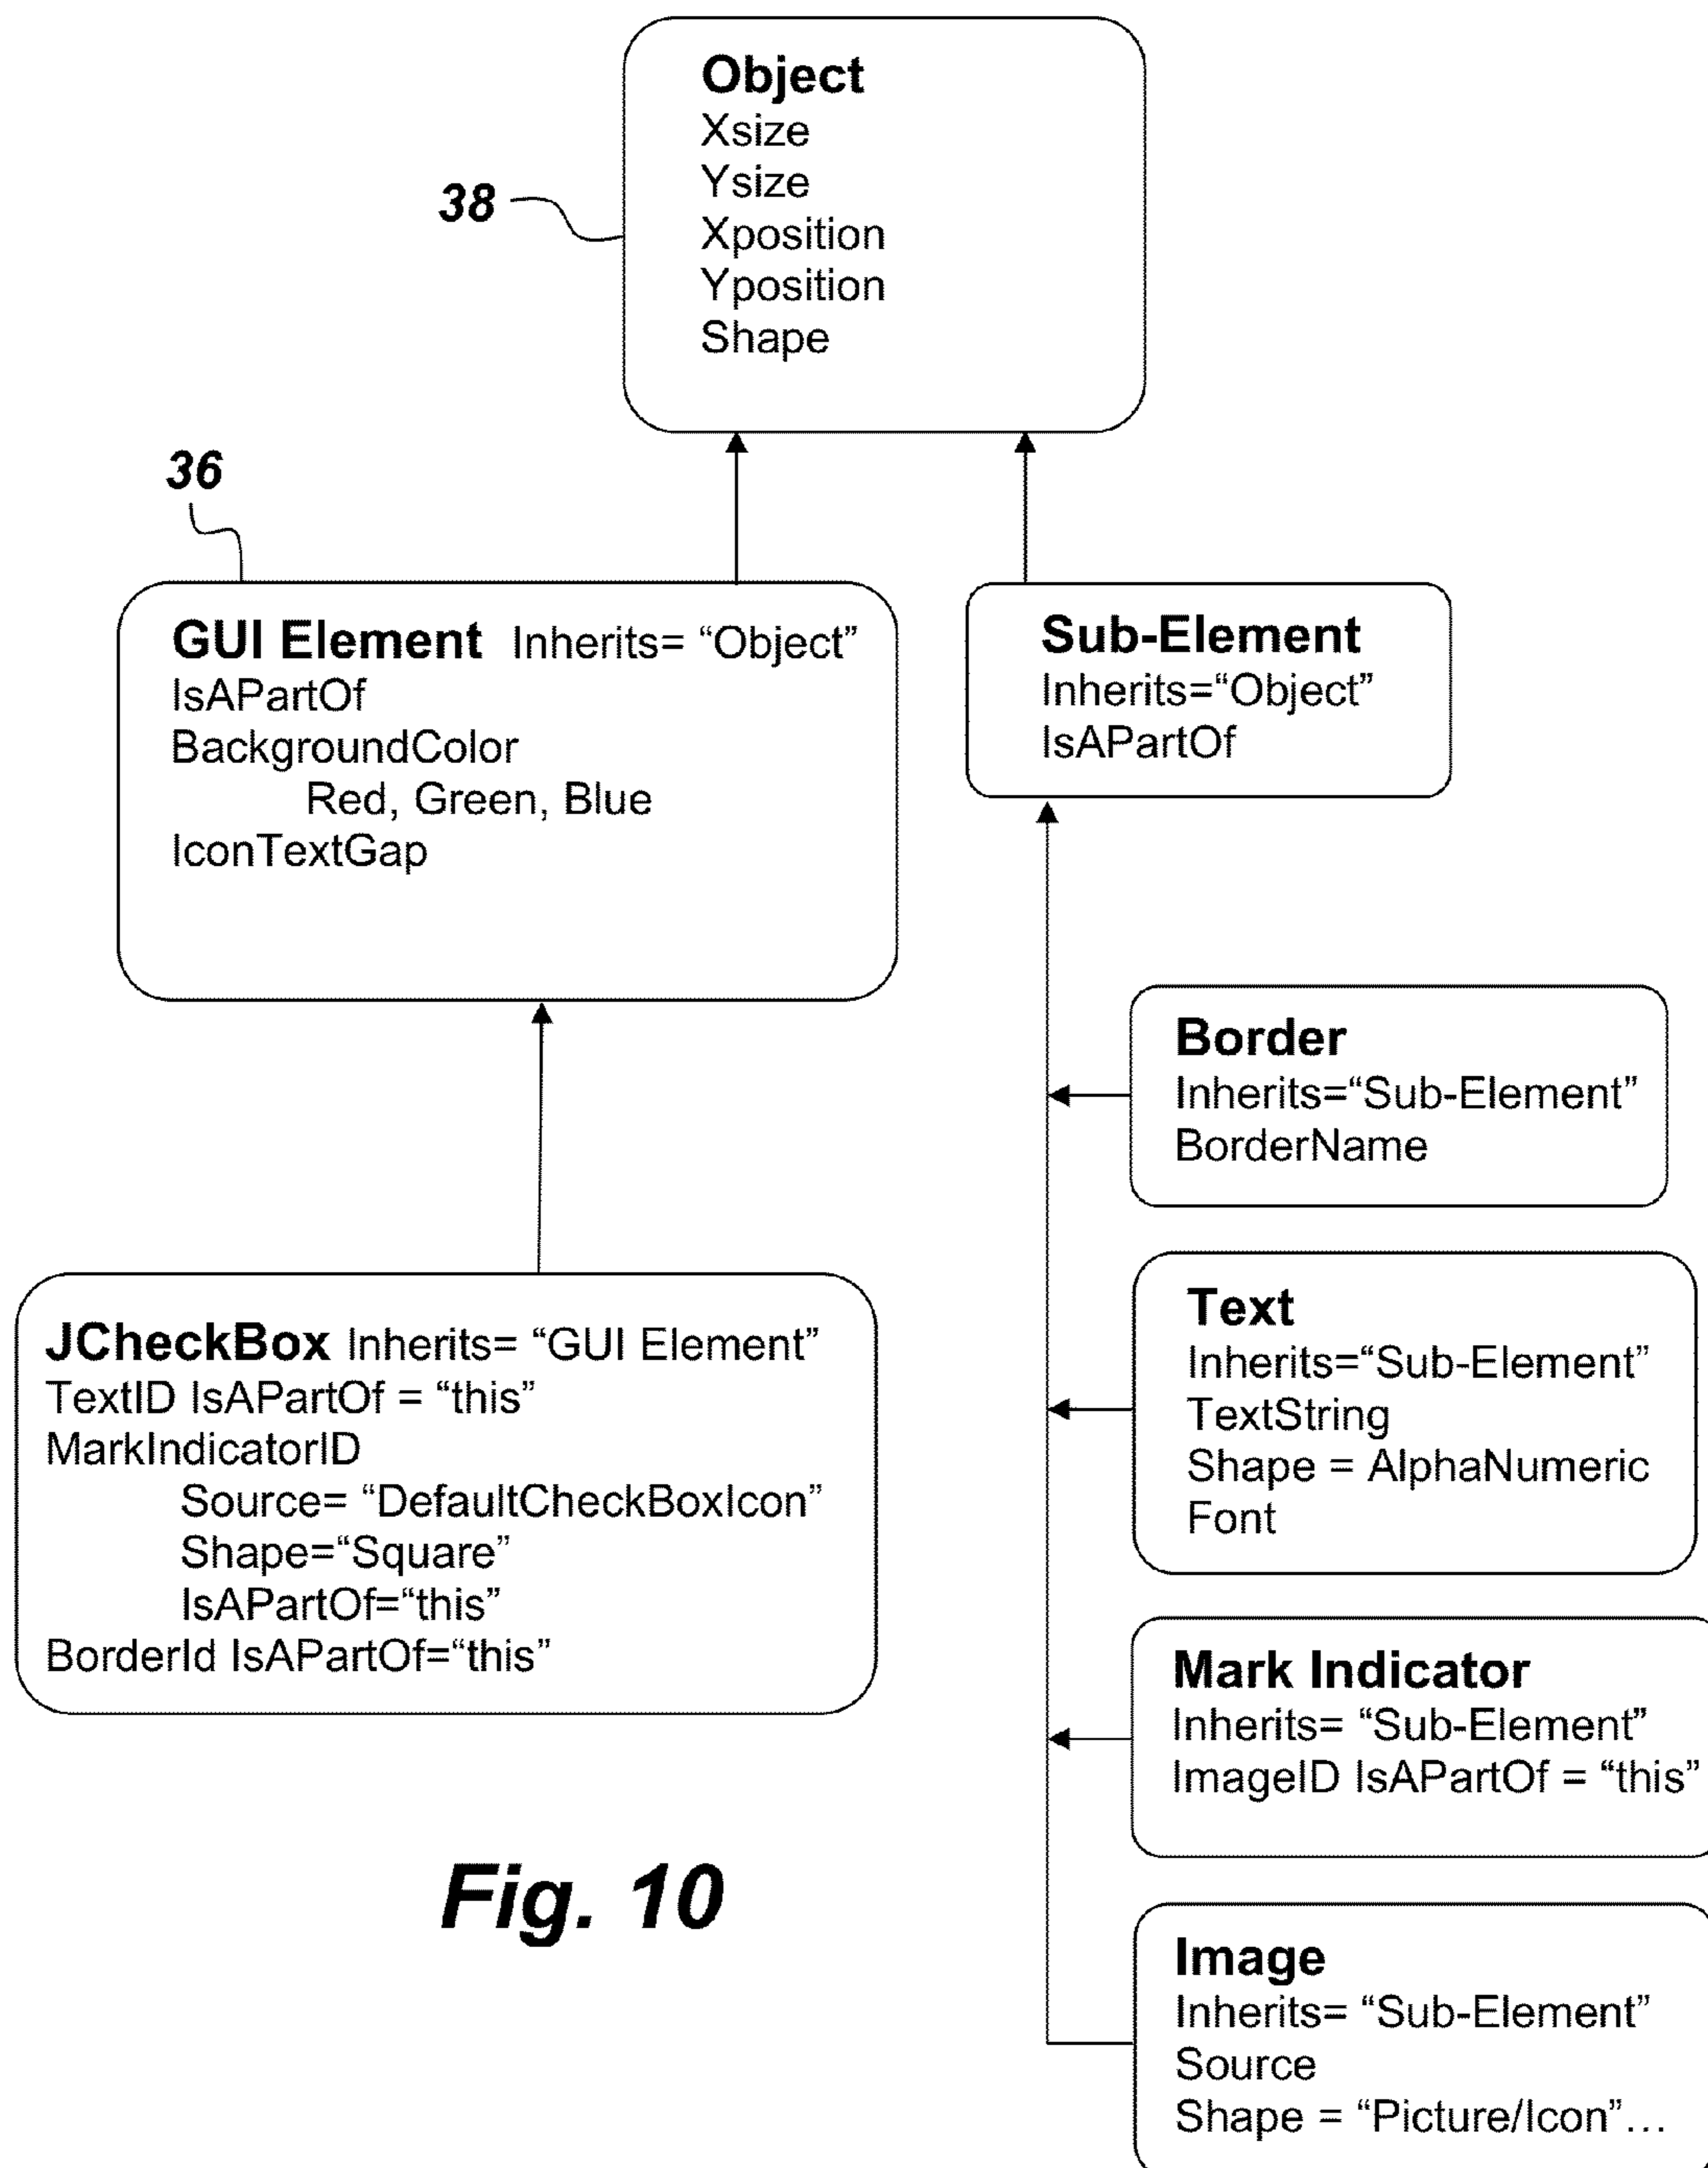 Object
Xsize
Ysize
Xposition
Yposition
Shape
38
36
GUI Element Inherits= “Object”
IsAPartOf
BackgroundColor
Red, Green, Blue
IconTextGap
Sub-Element
Inherits=“Object”
IsAPartOf
Border
Inherits=“Sub-Element”
BorderName
JCheckBox Inherits= “GUI Element”
TextID IsAPartOf = “this”
MarkIndicatorID
Source= “DefaultCheckBoxIcon”
Shape=“Square”
IsAPartOf=“this”
BorderId IsAPartOf=“this”
Text
Inherits=“Sub-Element”
TextString
Shape = AlphaNumeric
Font
Mark Indicator
Inherits= “Sub-Element”
ImageID IsAPartOf = “this”
Image
Inherits= “Sub-Element”
Source
Shape = “Picture/Icon”...
Fig. 10